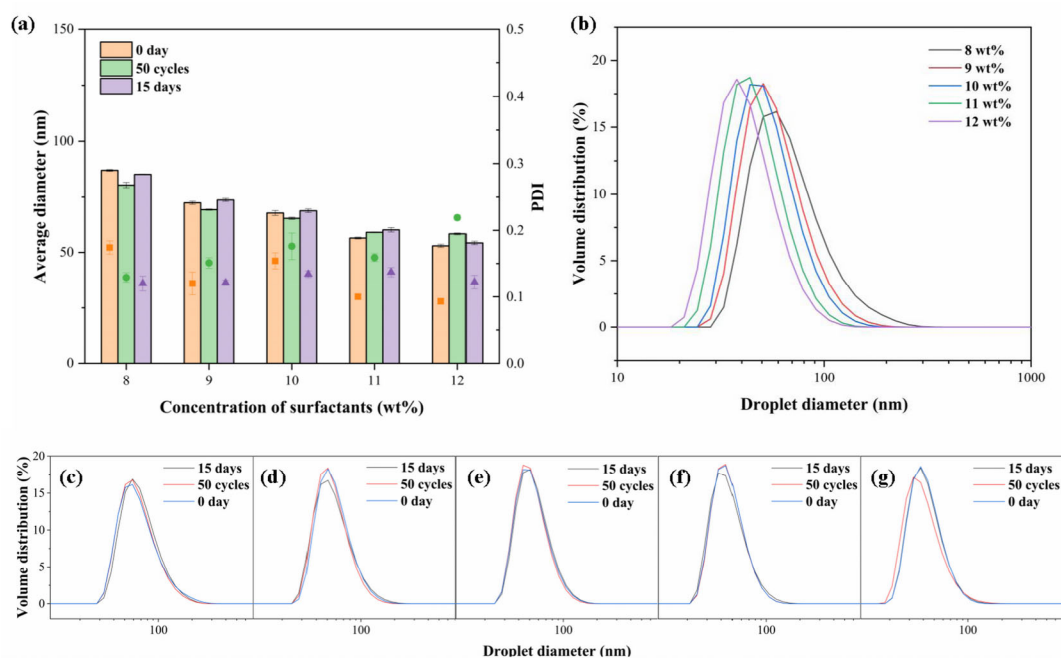 (a)
150
100
50
0
Average diameter (nm)
0 day
50 cycles
15 days
0.5
0.4
0.3
0.2
0.1
0.0
PDI
8 9 10 11 12
Concentration of surfactants (wt%)
(b)
20
15
10
5
0
Volume distribution (%)
8 wt%
9 wt%
10 wt%
11 wt%
12 wt%
10 100 1000
Droplet diameter (nm)
20
15
10
5
0
Volume distribution (%)
(c)
15 days
50 cycles
0 day
100
(d)
15 days
50 cycles
0 day
100
(e)
15 days
50 cycles
0 day
100
(f)
15 days
50 cycles
0 day
100
(g)
15 days
50 cycles
0 day
100
Droplet diameter (nm)